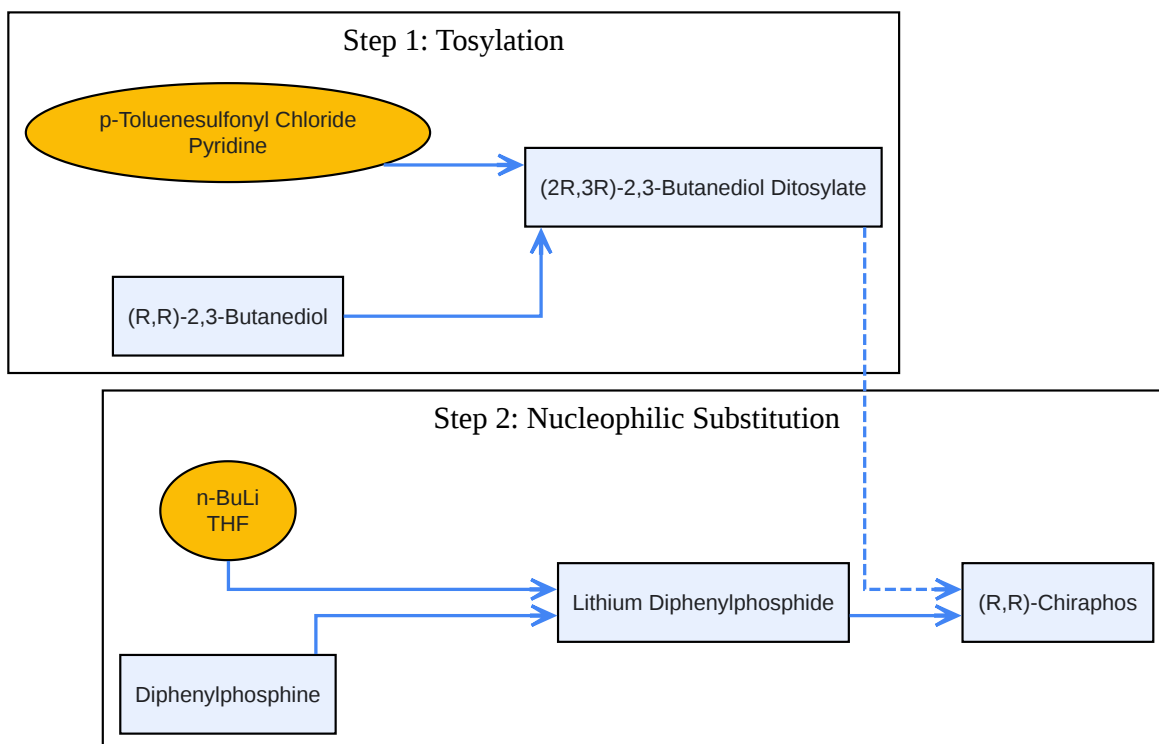 Step 1: Tosylation
p-Toluenesulfonyl Chloride
Pyridine
(2R,3R)-2,3-Butanediol Ditosylate
(R,R)-2,3-Butanediol
Step 2: Nucleophilic Substitution
n-BuLi
THF
Lithium Diphenylphosphide
(R,R)-Chiraphos
Diphenylphosphine